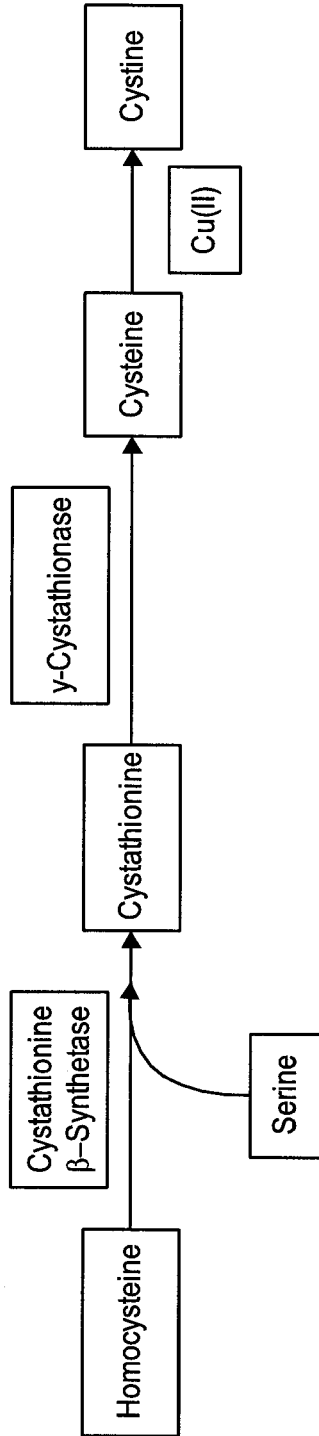 Homocysteine
Cystathionine
β–Synthetase
Serine
Cystathionine
y-Cystathionase
Cysteine
Cu(II)
Cystine